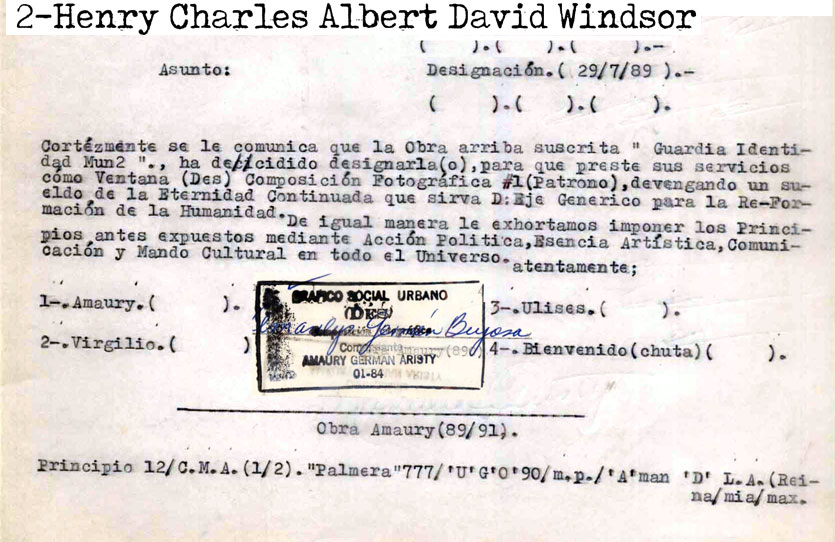 2-Henry Charles Albert David Windsor
( ).( ).( ).-
Asunto: Designación.( 29/7/89 ).-
( ).( ).( ).
Cortézmente se le comunica que la Obra arriba suscrita " Guardia Identi-
dad Mun2 "., ha de//cidido designarla(o),para que preste sus servicios
cómo Ventana (Des) Composición Fotográfica #1(Patrono),devengando un su-
eldo de la Eternidad Continuada que sirva D:Eje Generico para la Re-For-
mación de la Humanidad.De igual manera le exhortamos imponer los Princi-
pios antes expuestos mediante Acción Politica,Esencia Artística,Comuni-
cación y Mando Cultural en todo el Universo.
atentamente;
1-.Amaury.( ).
2-.Virgilio.( )
GRAFICO SOCIAL URBANO
(DES)
AMAURY GERMAN ARISTY
01-84
3-.Ulises.( ).
4-.Bienvenido(chuta)( ).
Obra Amaury(89/91).
Principio 12/C.M.A.(1/2)."Palmera"777/'U'G'O'90/m.p./'A'man 'D' L.A.(Rei-
na/mia/max.